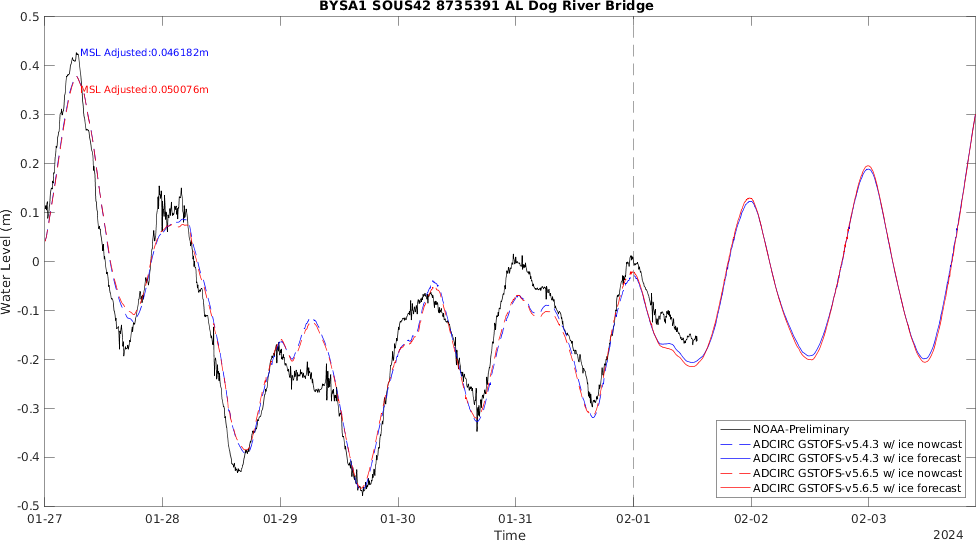 BYSA1 SOUS42 8735391 AL Dog River Bridge
0.5
0.4
0.3
0.2
0.1
0
-0.1
-0.2
-0.3
-0.4
-0.5
Water Level (m)
MSL Adjusted:0.046182m
MSL Adjusted:0.050076m
NOAA-Preliminary
ADCIRC GSTOFS-v5.4.3 w/ ice nowcast
ADCIRC GSTOFS-v5.4.3 w/ ice forecast
ADCIRC GSTOFS-v5.6.5 w/ ice nowcast
ADCIRC GSTOFS-v5.6.5 w/ ice forecast
01-27 01-28 01-29 01-30 01-31 02-01 02-02 02-03
Time
2024